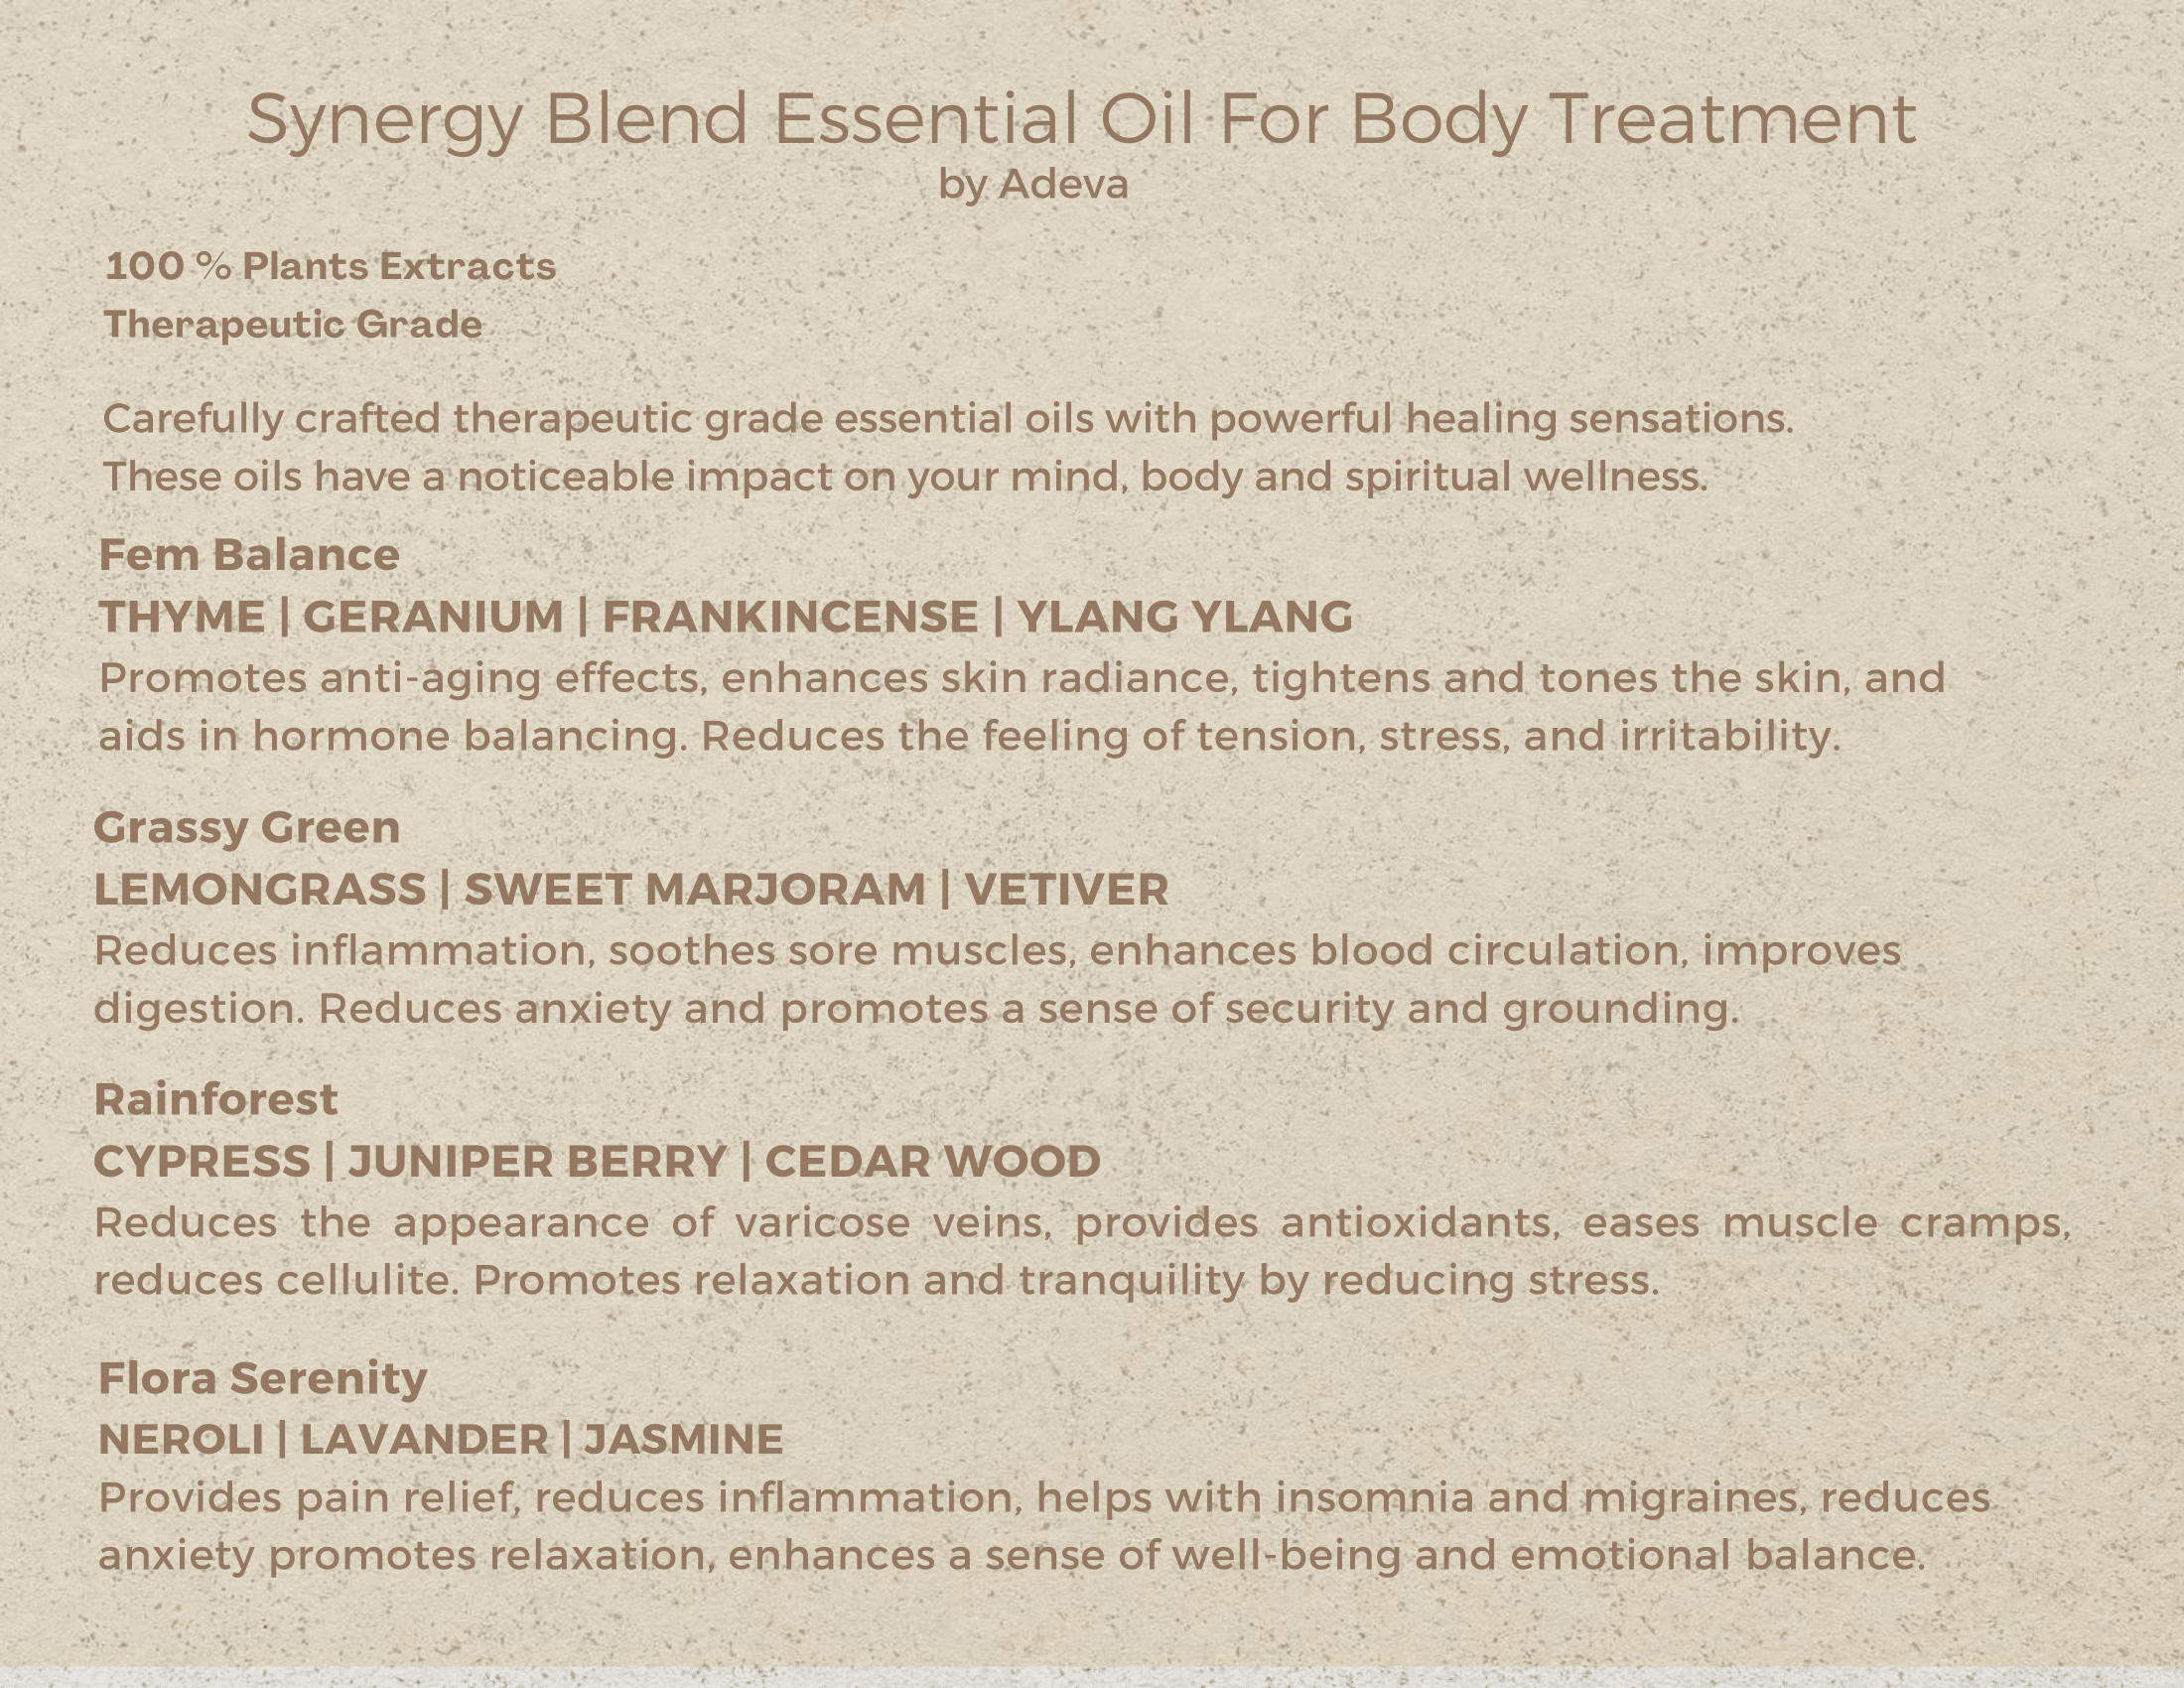 Synergy Blend Essential Oil For Body Treatment
by Adeva
100 % Plants Extracts
Therapeutic Grade
Carefully crafted therapeutic grade essential oils with powerful healing sensations.
These oils have a noticeable impact on your mind, body and spiritual wellness.
Fem Balance
THYME | GERANIUM | FRANKINCENSE | YLANG YLANG
Promotes anti-aging effects, enhances skin radiance, tightens and tones the skin, and
aids in hormone balancing. Reduces the feeling of tension, stress, and irritability.
Grassy Green
LEMONGRASS | SWEET MARJORAM | VETIVER
Reduces inflammation, soothes sore muscles, enhances blood circulation, improves
digestion. Reduces anxiety and promotes a sense of security and grounding.
Rainforest
CYPRESS | JUNIPER BERRY | CEDAR WOOD
Reduces the appearance of varicose veins, provides antioxidants, eases muscle cramps,
reduces cellulite. Promotes relaxation and tranquility by reducing stress.
Flora Serenity
NEROLI | LAVANDER | JASMINE
Provides pain relief, reduces inflammation, helps with insomnia and migraines, reduces
anxiety promotes relaxation, enhances a sense of well-being and emotional balance.